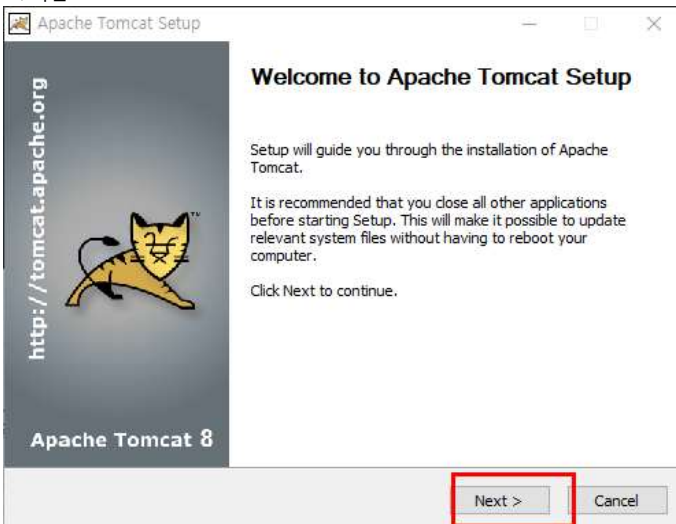 Apache Tomcat Setup
Welcome to Apache Tomcat Setup
Setup will guide you through the installation of Apache
Tomcat.
It is recommended that you close all other applications
before starting Setup. This will make it possible to update
relevant system files without having to reboot your
computer.
Click Next to continue.
http://tomcat.apache.org
TM
Apache Tomcat 8
Next >
Cancel